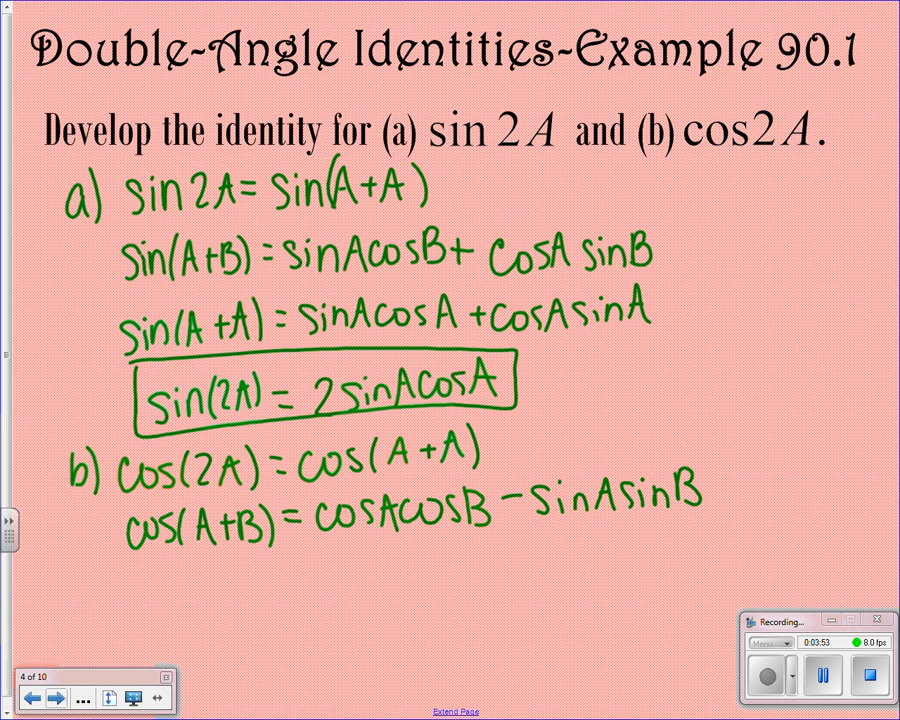 Double-Angle Identities-Example 90.1
Develop the identity for (a) sin 2A and (b) cos2A.
a) sin 2A = sin(A+A)
sin(A+B) = sinAcosB + cosA sinB
sin(A+A) = sinAcosA + cosAsinA
sin(2A) = 2sinAcosA
b) cos(2A) = cos(A+A)
cos(A+B) = cosAcosB - sinAsinB
Recording...
Menu
0:03:53
8.0 fps
4 of 10
Extend Page